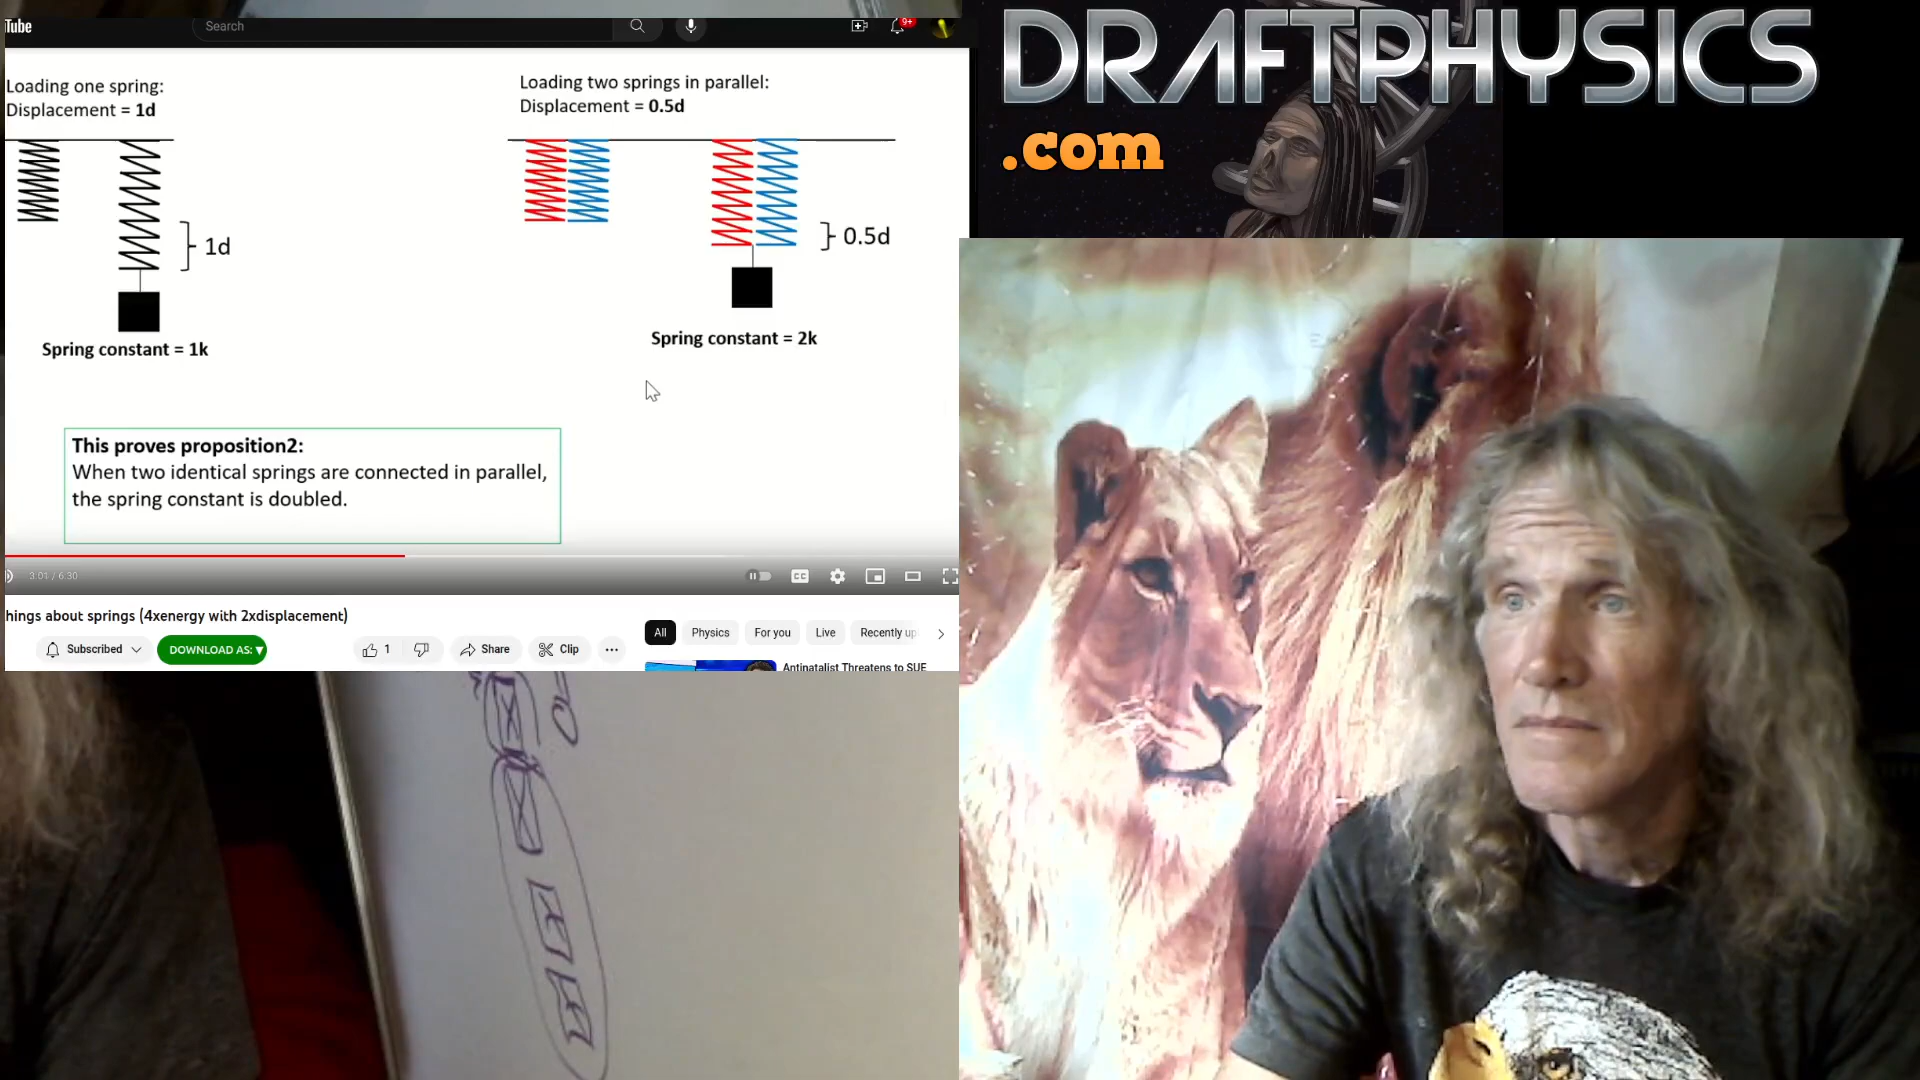 Tube
Search
9+
DRAFTPHYSICS
.com
Loading one spring:
Displacement = 1d
Loading two springs in parallel:
Displacement = 0.5d
1d
0.5d
Spring constant = 1k
Spring constant = 2k
This proves proposition2:
When two identical springs are connected in parallel,
the spring constant is doubled.
3:01 / 6:30
CC
hings about springs (4xenergy with 2xdisplacement)
Subscribed
DOWNLOAD AS: ▼
1
Share
Clip
All
Physics
For you
Live
Recently up
Antinatalist Threatens to SUE